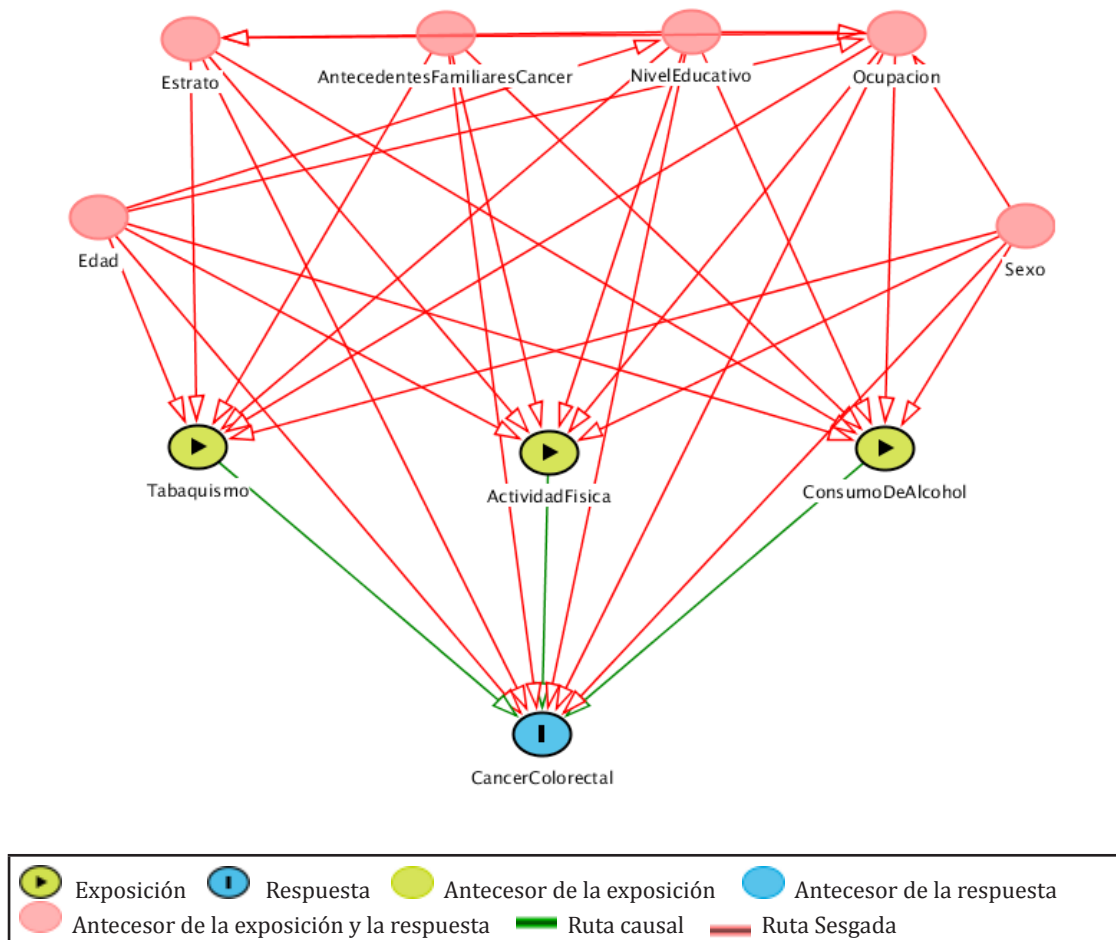 Estrato
AntecedentesFamiliaresCancer
NivelEducativo
Ocupacion
Edad
Sexo
Tabaquismo
ActividadFisica
ConsumoDeAlcohol
CancerColorectal
Exposición Respuesta Antecesor de la exposición Antecesor de la respuesta
Antecesor de la exposición y la respuesta Ruta causal Ruta Sesgada